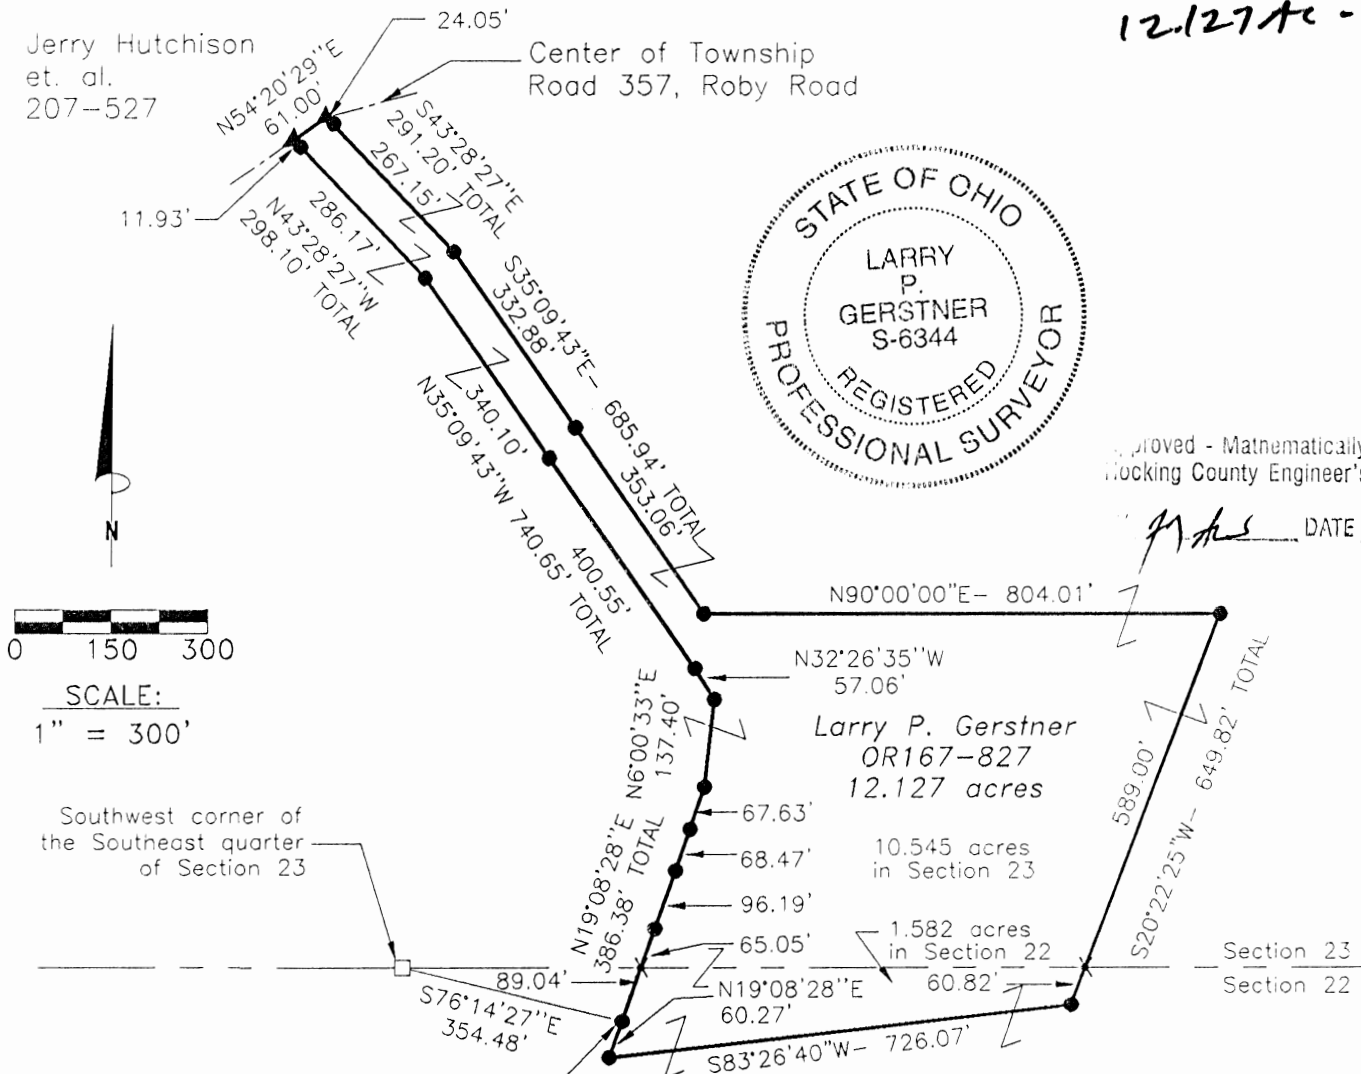 12.127 Ac -
24.05'
Jerry Hutchison
et. al.
207-527
Center of Township
Road 357, Roby Road
N54°20'29"E
61.00'
S43°28'27"E
291.20' TOTAL
267.15'
11.93'
286.17'
N43°28'27"W
298.10' TOTAL
STATE OF OHIO
LARRY
P.
GERSTNER
S-6344
REGISTERED
PROFESSIONAL SURVEYOR
S35°09'43"E- 685.94' TOTAL
332.88'
353.06'
340.10'
N35°09'43"W 740.65' TOTAL
400.55'
proved - Mathematically
Hocking County Engineer's
DATE
N
0 150 300
SCALE:
1" = 300'
N90°00'00"E- 804.01'
N32°26'35"W
57.06'
N6°00'33"E
137.40'
Larry P. Gerstner
OR167-827
12.127 acres
589.00'
S20°22'25"W- 649.82' TOTAL
Southwest corner of
the Southeast quarter
of Section 23
67.63'
68.47'
10.545 acres
in Section 23
N19°08'28"E
386.38' TOTAL
96.19'
65.05'
1.582 acres
in Section 22
Section 23
Section 22
89.04'
60.82'
S76°14'27"E
354.48'
N19°08'28"E
60.27'
S83°26'40"W- 726.07'